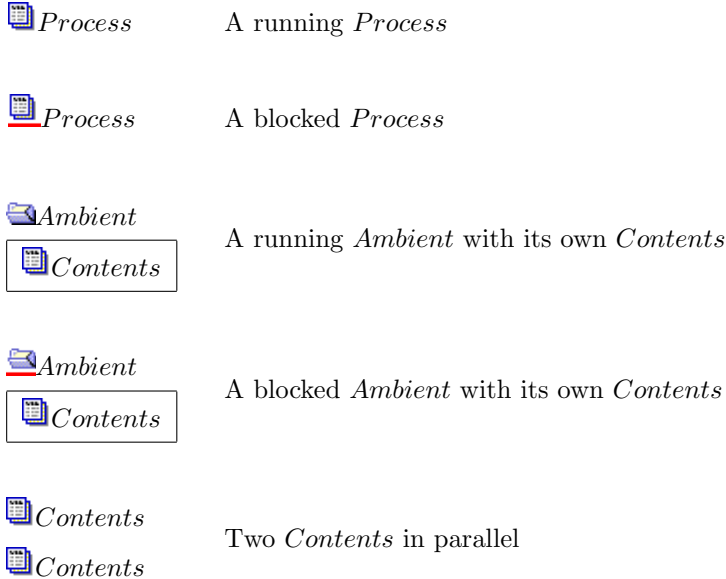 Process A running Process
Process A blocked Process
Ambient
Contents
A running Ambient with its own Contents
Ambient
Contents
A blocked Ambient with its own Contents
Contents
Contents
Two Contents in parallel